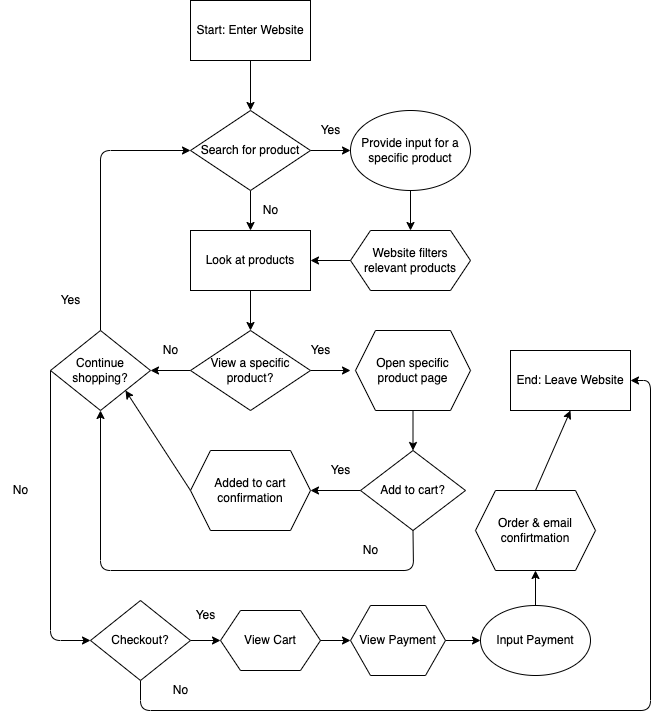 Start: Enter Website
Yes
Search for product
Provide input for a
specific product
No
Look at products
Website filters
relevant products
Yes
Continue
shopping?
No
View a specific
product?
Yes
Open specific
product page
End: Leave Website
Added to cart
confirmation
Yes
Add to cart?
No
Order & email
confirtmation
No
Checkout?
Yes
View Cart
View Payment
Input Payment
No